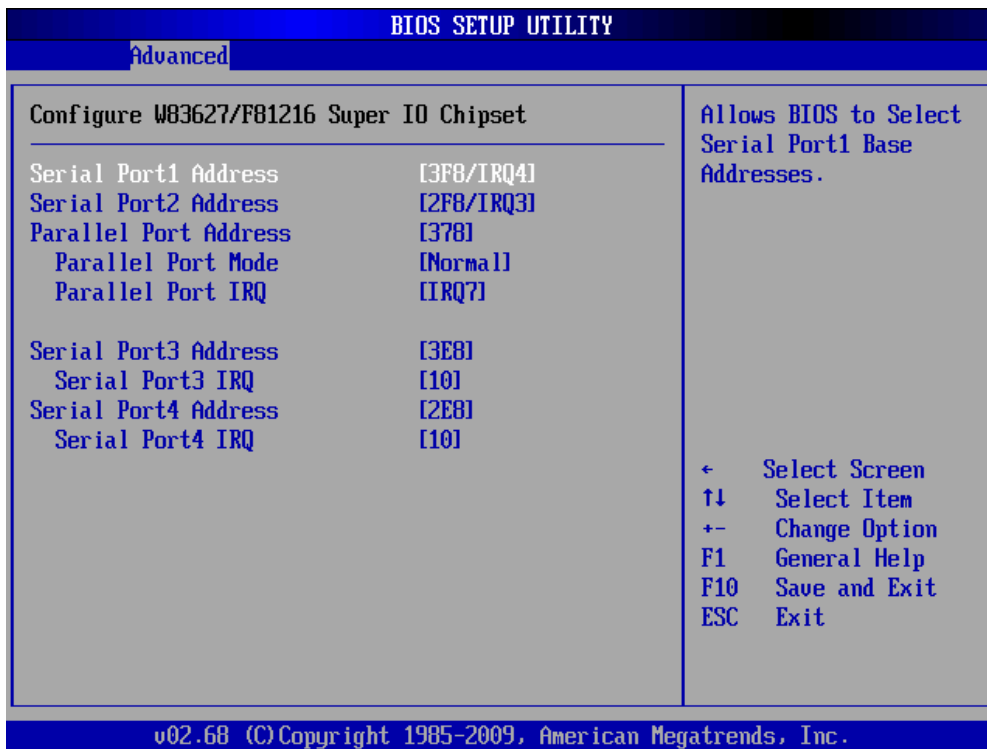 BIOS SETUP UTILITY
Advanced
Configure W83627/F81216 Super IO Chipset
Serial Port1 Address [3F8/IRQ4]
Serial Port2 Address [2F8/IRQ3]
Parallel Port Address [378]
Parallel Port Mode [Normal]
Parallel Port IRQ [IRQ7]
Serial Port3 Address [3E8]
Serial Port3 IRQ [10]
Serial Port4 Address [2E8]
Serial Port4 IRQ [10]
Allows BIOS to Select
Serial Port1 Base
Addresses.
← Select Screen
↑↓ Select Item
+- Change Option
F1 General Help
F10 Save and Exit
ESC Exit
v02.68 (C)Copyright 1985-2009, American Megatrends, Inc.